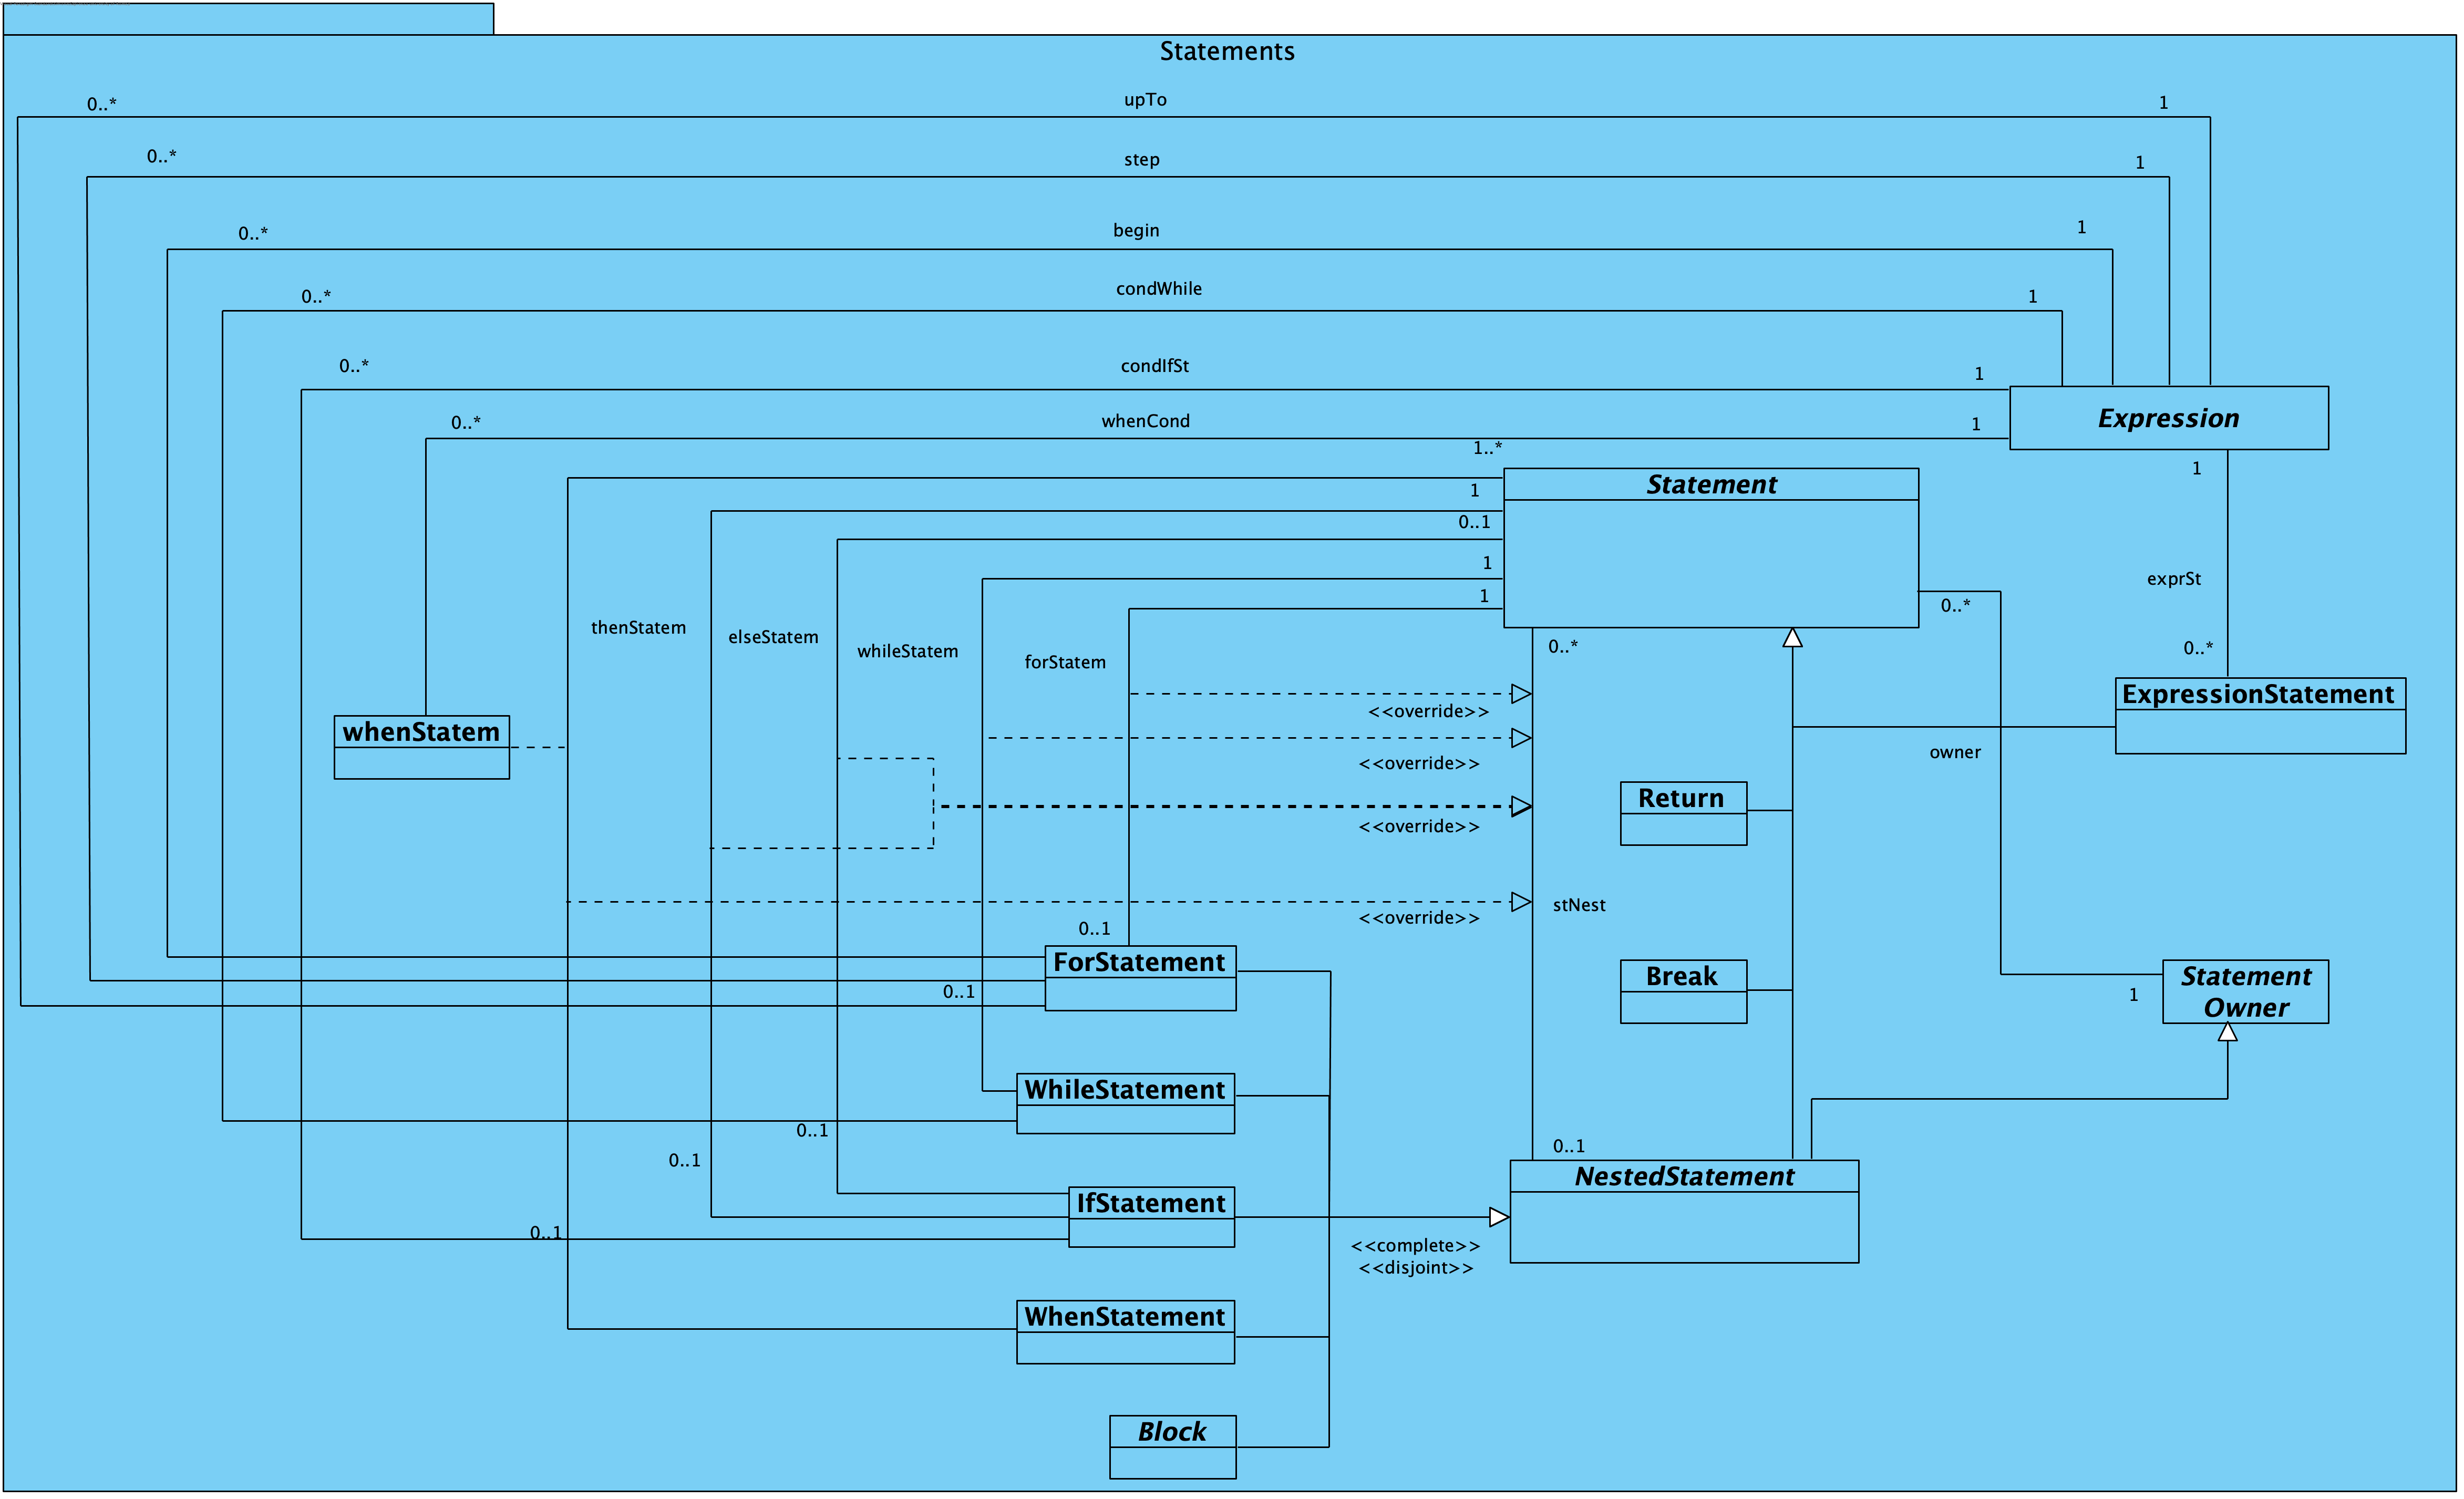 Statements
0..*
upTo
1
0..*
step
1
0..*
begin
1
0..*
condWhile
1
0..*
condIfSt
1
0..*
whenCond
1
Expression
1..*
1
Statement
1
0..1
1
exprSt
1
0..*
thenStatem
elseStatem
whileStatem
forStatem
0..*
0..*
ExpressionStatement
<<override>>
whenStatem
owner
<<override>>
Return
<<override>>
stNest
<<override>>
0..1
ForStatement
Break
Statement
Owner
0..1
1
WhileStatement
0..1
0..1
0..1
NestedStatement
IfStatement
0..1
<<complete>>
<<disjoint>>
WhenStatement
Block